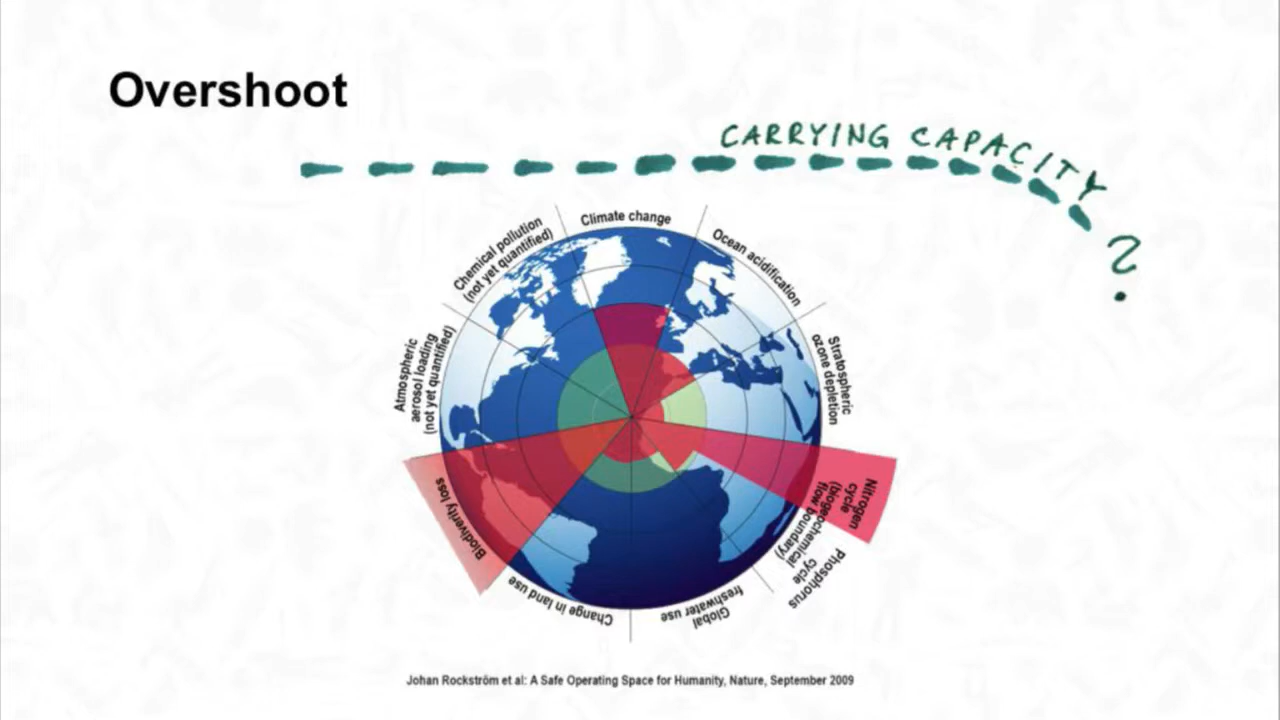 Overshoot
CARRYING CAPACITY
?
Climate change
Ocean acidification
Stratospheric
ozone depletion
Nitrogen
cycle
(biogeochemical
flow boundary)
Phosphorus
cycle
Global
freshwater use
Change in land use
Biodiverity loss
Atmospheric
aerosol loading
(not yet quantified)
Chemical pollution
(not yet quantified)
Johan Rockström et al: A Safe Operating Space for Humanity, Nature, September 2009